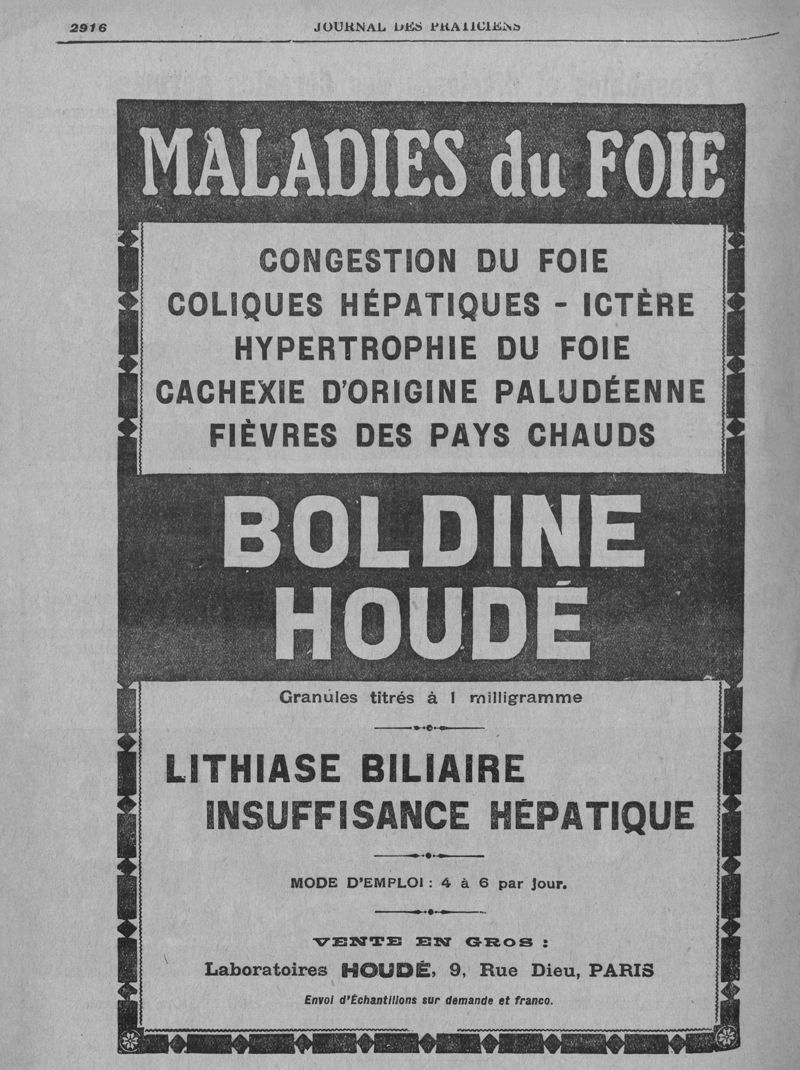 2916
JOURNAL DES PRATICIENS
MALADIES du FOIE
CONGESTION DU FOIE
COLIQUES HÉPATIQUES - ICTÈRE
HYPERTROPHIE DU FOIE
CACHEXIE D'ORIGINE PALUDÉENNE
FIÈVRES DES PAYS CHAUDS
BOLDINE
HOUDÉ
Granules titrés à 1 milligramme
LITHIASE BILIAIRE
INSUFFISANCE HÉPATIQUE
MODE D'EMPLOI : 4 à 6 par jour.
VENTE EN GROS :
Laboratoires HOUDÉ, 9, Rue Dieu, PARIS
Envoi d'Échantillons sur demande et franco.